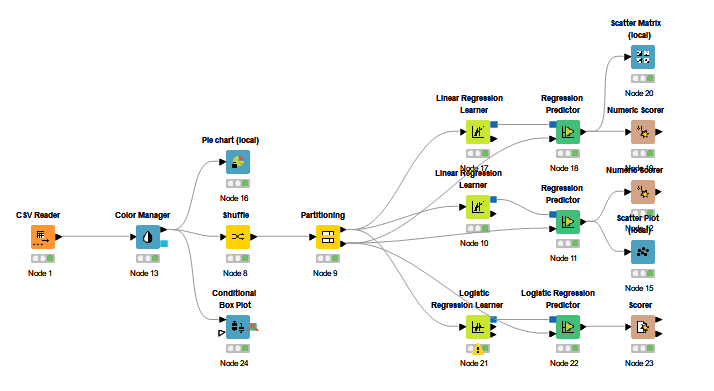 Scatter Matrix
(local)
Node 20
Linear Regression
Learner
Node 17
Regression
Predictor
Node 18
Numeric Scorer
Pie chart (local)
Node 16
Linear Regression
Learner
Node 10
Regression
Predictor
Node 11
Numeric Scorer
Node 12
Scatter Plot
(local)
Node 15
CSV Reader
Node 1
Color Manager
Node 13
Shuffle
Node 8
Partitioning
Node 9
Conditional
Box Plot
Node 24
Logistic
Regression Learner
Node 21
Logistic Regression
Predictor
Node 22
Scorer
Node 23